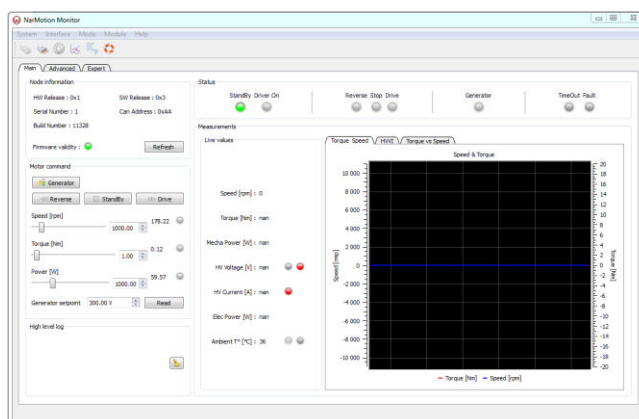 NarMotion Monitor
System Interface Mode Module Help
Main Advanced Expert
Node information
HW Release : 0x1 SW Release : 0x3
Serial Number : 1 Can Address : 0xAA
Build Number : 11328
Firmware validity : Refresh
Motor command
Generator
Reverse StandBy Drive
Speed [rpm]
1000.00 178.22
Torque [Nm]
1.00 0.12
Power [W]
1000.00 59.57
Generator setpoint 300.00 V Read
High level log
Status
StandBy Driver On Reverse Stop Drive Generator TimeOut Fault
Measurements
Live values
Speed [rpm] : 0
Torque [Nm] : nan
Mecha Power [W] : nan
HV Voltage [V] : nan
HV Current [A] : nan
Elec Power [W] : nan
Ambient T° [°C] : 36
Torque Speed HWI Torque vs Speed
Speed & Torque
10 000
8 000
6 000
4 000
2 000
0
-2 000
-4 000
-6 000
-8 000
-10 000
Speed [rmp]
20
18
16
14
12
10
8
6
4
2
0
-2
-4
-6
-8
-10
-12
-14
-16
-18
-20
Torque [Nm]
Torque [Nm] Speed [rpm]